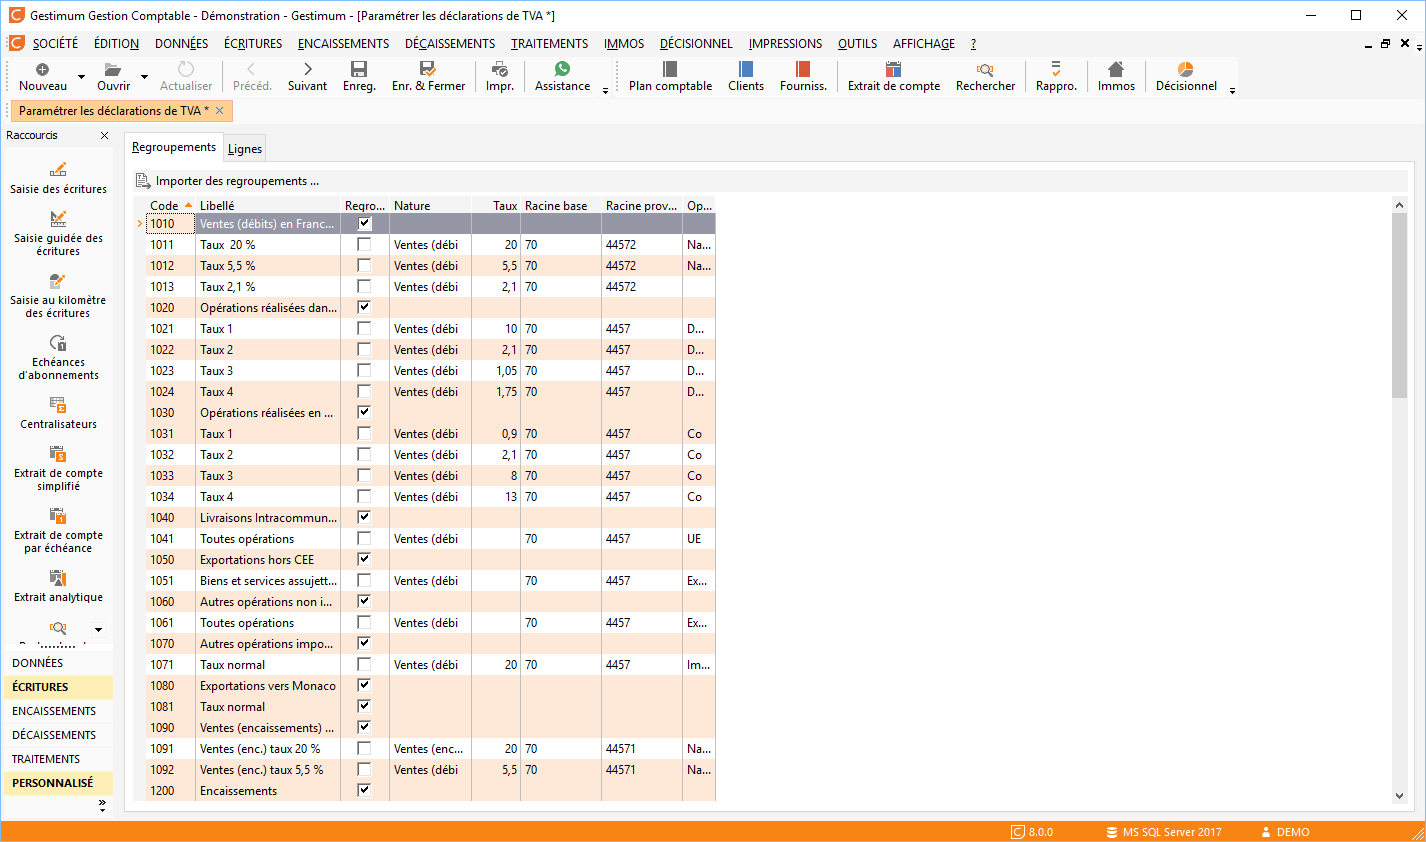 Gestimum Gestion Comptable - Démonstration - Gestimum - [Paramétrer les déclarations de TVA *]
SOCIÉTÉ ÉDITION DONNÉES ÉCRITURES ENCAISSEMENTS DÉCAISSEMENTS TRAITEMENTS IMMOS DÉCISIONNEL IMPRESSIONS OUTILS AFFICHAGE ?
Nouveau Ouvrir Actualiser Précéd. Suivant Enreg. Enr. & Fermer Impr. Assistance Plan comptable Clients Fourniss. Extrait de compte Rechercher Rappro. Immos Décisionnel
Paramétrer les déclarations de TVA *
Raccourcis
Saisie des écritures
Saisie guidée des
écritures
Saisie au kilomètre
des écritures
Echéances
d'abonnements
Centralisateurs
Extrait de compte
simplifié
Extrait de compte
par échéance
Extrait analytique
DONNÉES
ÉCRITURES
ENCAISSEMENTS
DÉCAISSEMENTS
TRAITEMENTS
PERSONNALISÉ
Regroupements Lignes
Importer des regroupements ...
Code Libellé Regro... Nature Taux Racine base Racine prov... Op...
1010 Ventes (débits) en Franc...
1011 Taux 20 % Ventes (débi 20 70 44572 Na...
1012 Taux 5,5 % Ventes (débi 5,5 70 44572 Na...
1013 Taux 2,1 % Ventes (débi 2,1 70 44572
1020 Opérations réalisées dan...
1021 Taux 1 Ventes (débi 10 70 4457 D...
1022 Taux 2 Ventes (débi 2,1 70 4457 D...
1023 Taux 3 Ventes (débi 1,05 70 4457 D...
1024 Taux 4 Ventes (débi 1,75 70 4457 D...
1030 Opérations réalisées en ...
1031 Taux 1 Ventes (débi 0,9 70 4457 Co
1032 Taux 2 Ventes (débi 2,1 70 4457 Co
1033 Taux 3 Ventes (débi 8 70 4457 Co
1034 Taux 4 Ventes (débi 13 70 4457 Co
1040 Livraisons Intracommun...
1041 Toutes opérations Ventes (débi 70 4457 UE
1050 Exportations hors CEE
1051 Biens et services assujett... Ventes (débi 70 4457 Ex...
1060 Autres opérations non i...
1061 Toutes opérations Ventes (débi 70 4457 Ex...
1070 Autres opérations impo...
1071 Taux normal Ventes (débi 20 70 4457 Im...
1080 Exportations vers Monaco
1081 Taux normal
1090 Ventes (encaissements) ...
1091 Ventes (enc.) taux 20 % Ventes (enc... 20 70 44571 Na...
1092 Ventes (enc.) taux 5,5 % Ventes (débi 5,5 70 44571 Na...
1200 Encaissements
8.0.0 MS SQL Server 2017 DEMO